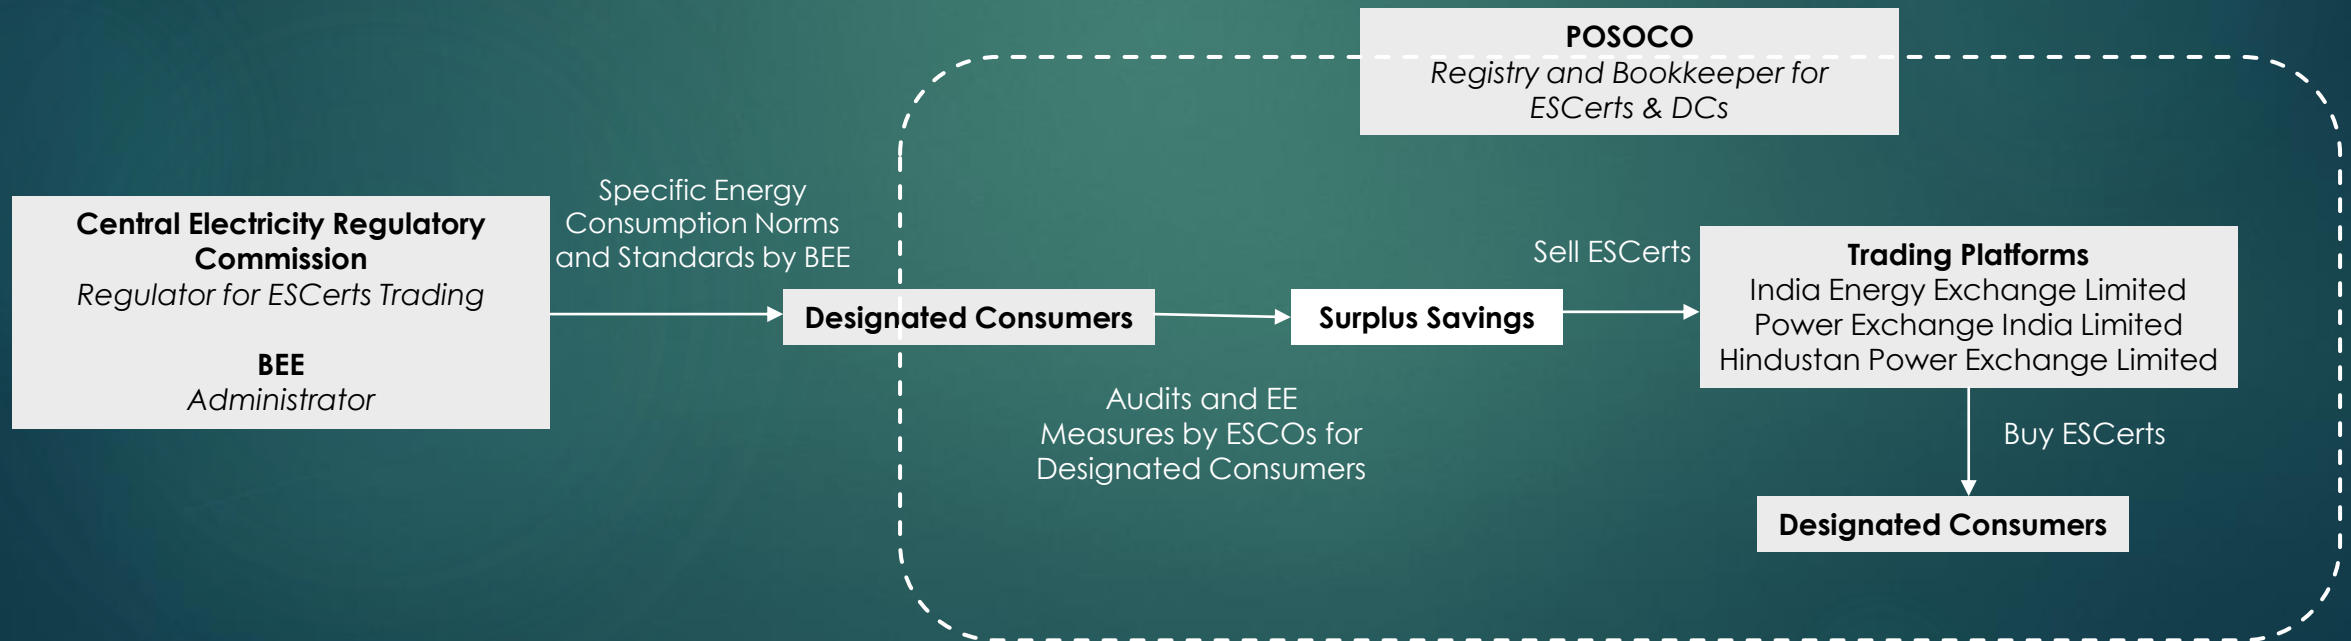 POSOCO
Registry and Bookkeeper for
ESCerts & DCs
Central Electricity Regulatory
Commission
Regulator for ESCerts Trading
BEE
Administrator
Specific Energy
Consumption Norms
and Standards by BEE
Designated Consumers
Audits and EE
Measures by ESCOs for
Designated Consumers
Surplus Savings
Sell ESCerts
Trading Platforms
India Energy Exchange Limited
Power Exchange India Limited
Hindustan Power Exchange Limited
Buy ESCerts
Designated Consumers